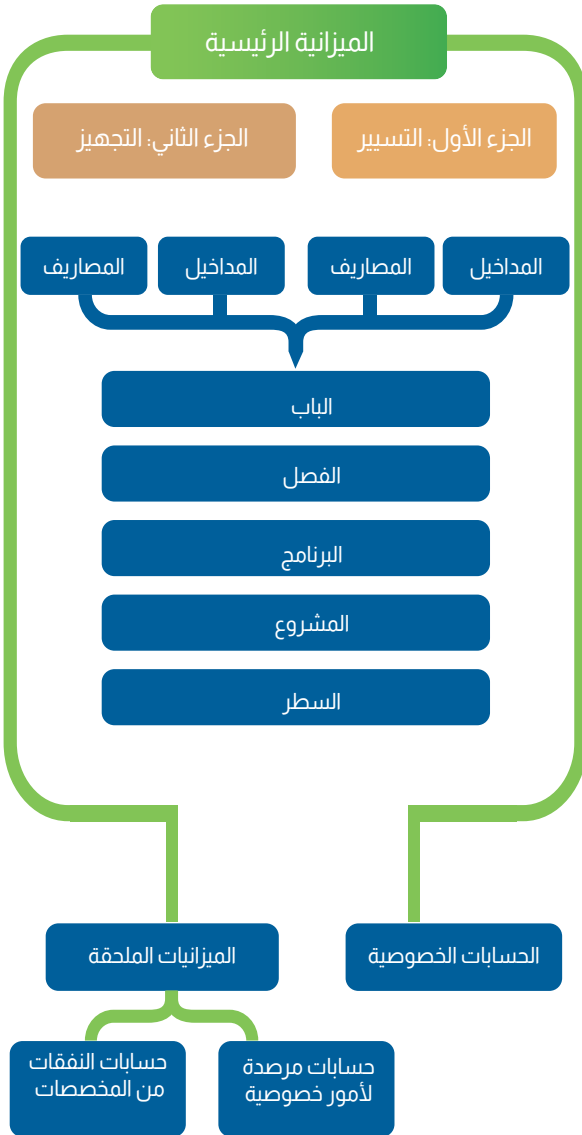 الميزانية الرئيسية
الجزء الأول: التسيير
الجزء الثاني: التجهيز
المداخيل
المصاريف
المداخيل
المصاريف
الباب
الفصل
البرنامج
المشروع
السطر
الحسابات الخصوصية
الميزانيات الملحقة
حسابات مرصدة
لأمور خصوصية
حسابات النفقات
من المخصصات